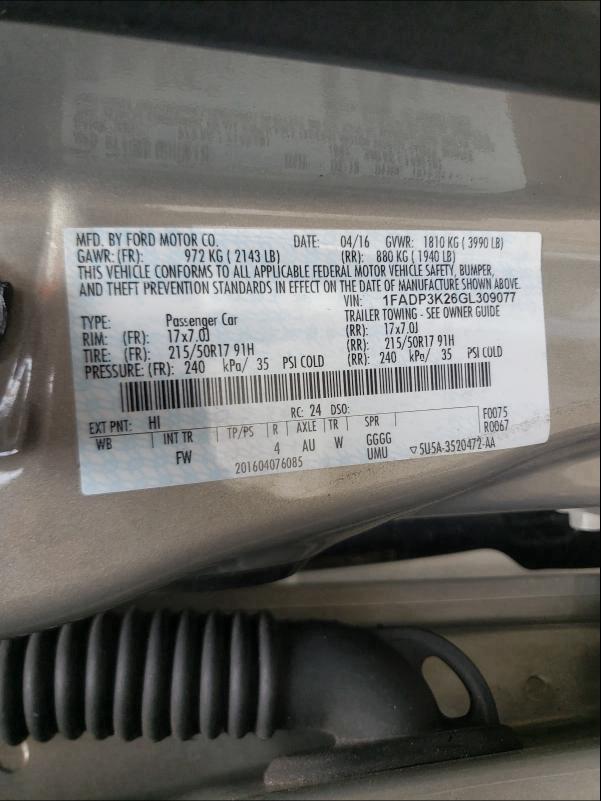 MFD. BY FORD MOTOR CO. DATE: 04/16 GVWR: 1810 KG ( 3990 LB)
GAWR: (FR): 972 KG ( 2143 LB) (RR): 880 KG ( 1940 LB)
THIS VEHICLE CONFORMS TO ALL APPLICABLE FEDERAL MOTOR VEHICLE SAFETY, BUMPER,
AND THEFT PREVENTION STANDARDS IN EFFECT ON THE DATE OF MANUFACTURE SHOWN ABOVE.
VIN: 1FADP3K26GL309077
TYPE: Passenger Car TRAILER TOWING - SEE OWNER GUIDE
RIM: (FR): 17x7.0J (RR): 17x7.0J
TIRE: (FR): 215/50R17 91H (RR): 215/50R17 91H
PRESSURE: (FR): 240 kPa/ 35 PSI COLD (RR): 240 kPa/ 35 PSI COLD
EXT PNT: HI RC: 24 DSO: F0075
WB INT TR TP/PS R AXLE TR SPR R0067
FW 4 AU W GGGG
UMU ▽5U5A-3520472-AA
201604076085